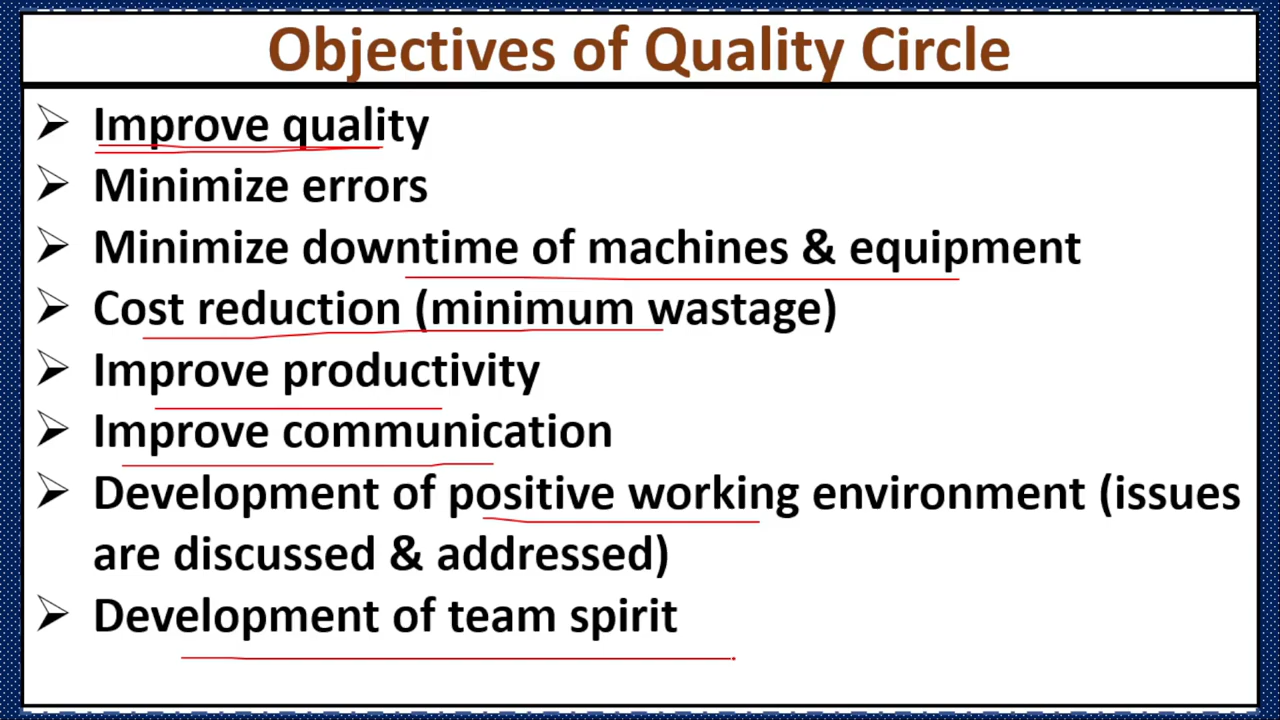 Objectives of Quality Circle
➢ Improve quality
➢ Minimize errors
➢ Minimize downtime of machines & equipment
➢ Cost reduction (minimum wastage)
➢ Improve productivity
➢ Improve communication
➢ Development of positive working environment (issues
are discussed & addressed)
➢ Development of team spirit